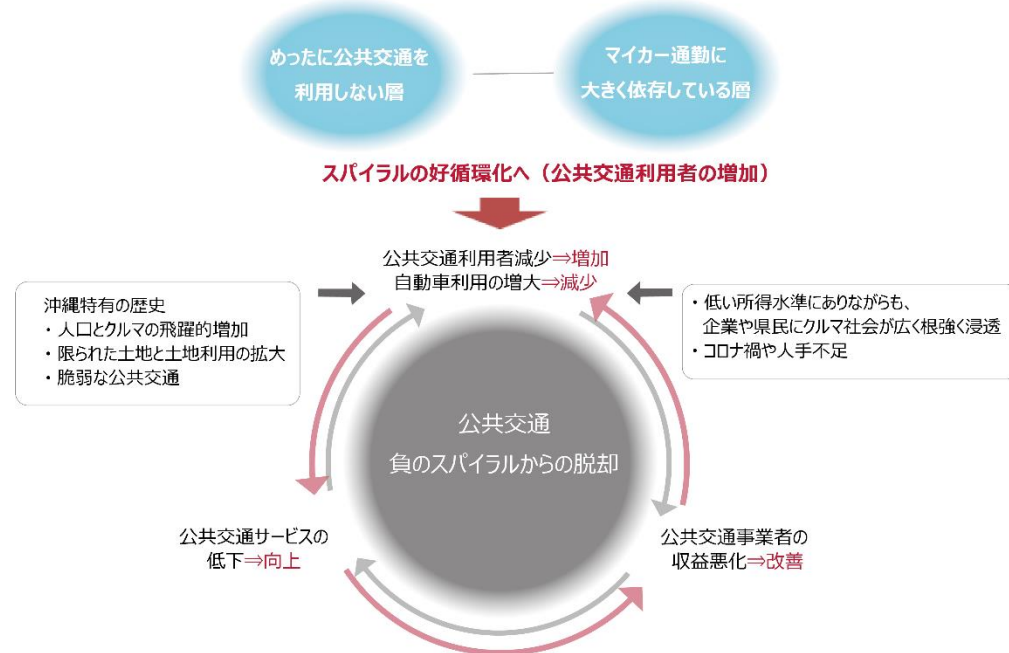 めったに公共交通を
利用しない層
マイカー通勤に
大きく依存している層
スパイラルの好循環化へ（公共交通利用者の増加）
公共交通利用者減少⇒増加
自動車利用の増大⇒減少
沖縄特有の歴史
・人口とクルマの飛躍的増加
・限られた土地と土地利用の拡大
・脆弱な公共交通
・低い所得水準にありながらも、
企業や県民にクルマ社会が広く根強く浸透
・コロナ禍や人手不足
公共交通
負のスパイラルからの脱却
公共交通サービスの
低下⇒向上
公共交通事業者の
収益悪化⇒改善